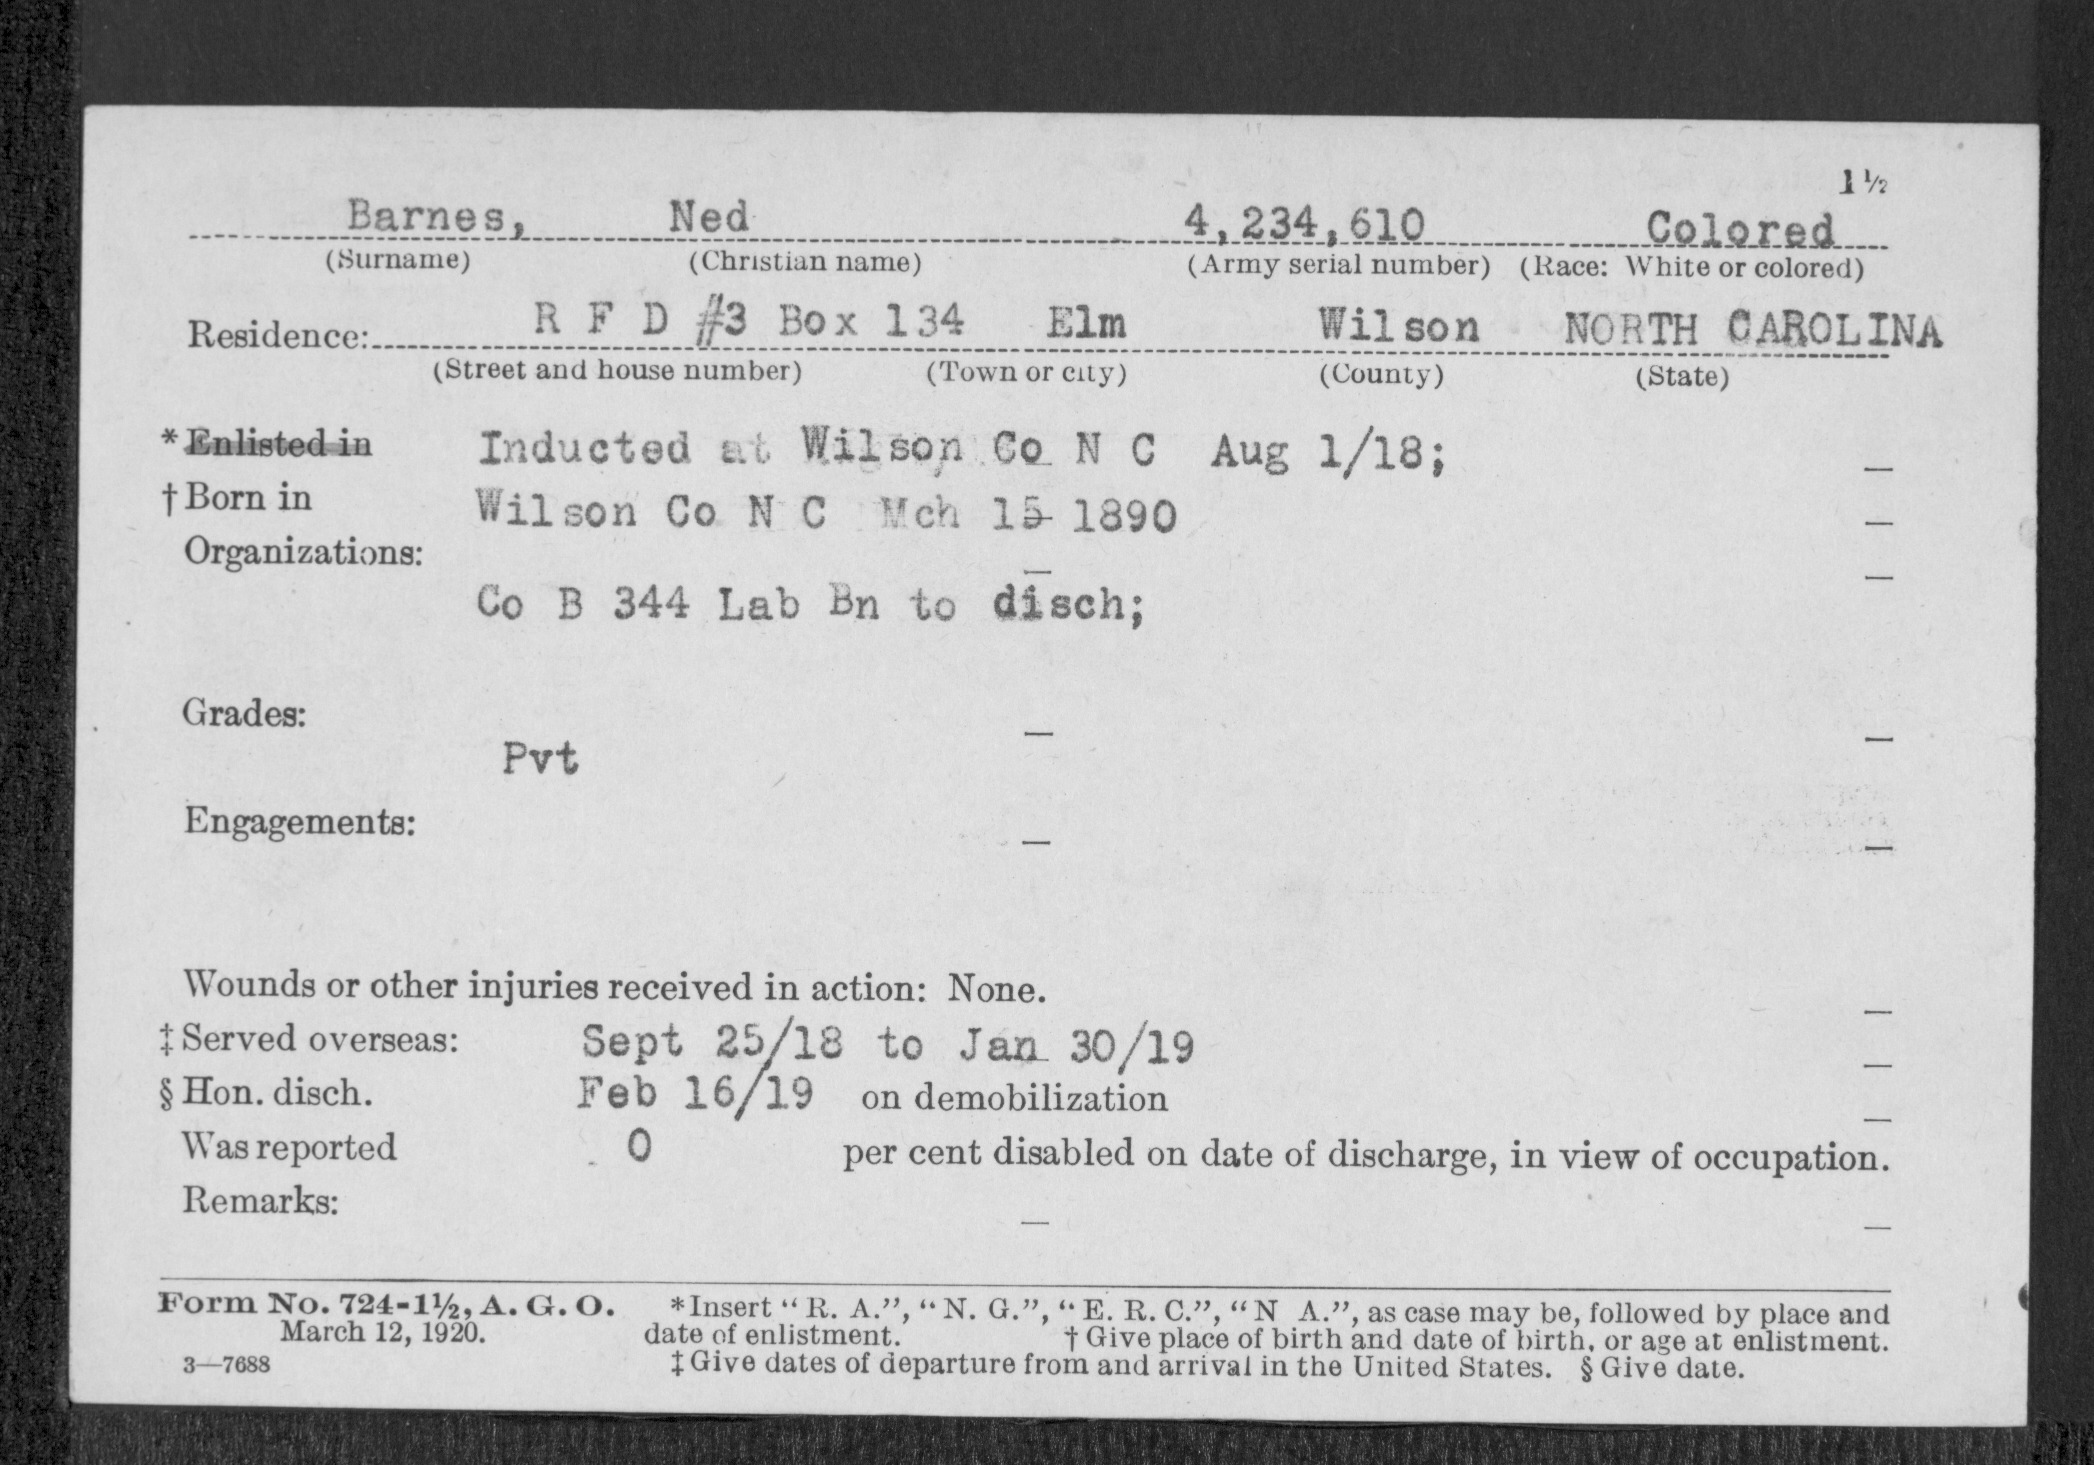 1½
Barnes, Ned 4,234,610 Colored
(Surname) (Christian name) (Army serial number) (Race: White or colored)
Residence: R F D #3 Box 134 Elm Wilson NORTH CAROLINA
(Street and house number) (Town or city) (County) (State)
* Enlisted in Inducted at Wilson Co N C Aug 1/18;
† Born in Wilson Co N C Mch 15 1890
Organizations:
Co B 344 Lab Bn to disch;
Grades:
Pvt
Engagements:
Wounds or other injuries received in action: None.
‡ Served overseas: Sept 25/18 to Jan 30/19
§ Hon. disch. Feb 16/19 on demobilization
Was reported 0 per cent disabled on date of discharge, in view of occupation.
Remarks:
Form No. 724-1½, A. G. O. *Insert "R. A.", "N. G.", "E. R. C.", "N A.", as case may be, followed by place and
March 12, 1920. date of enlistment. † Give place of birth and date of birth, or age at enlistment.
3—7688 ‡ Give dates of departure from and arrival in the United States. § Give date.